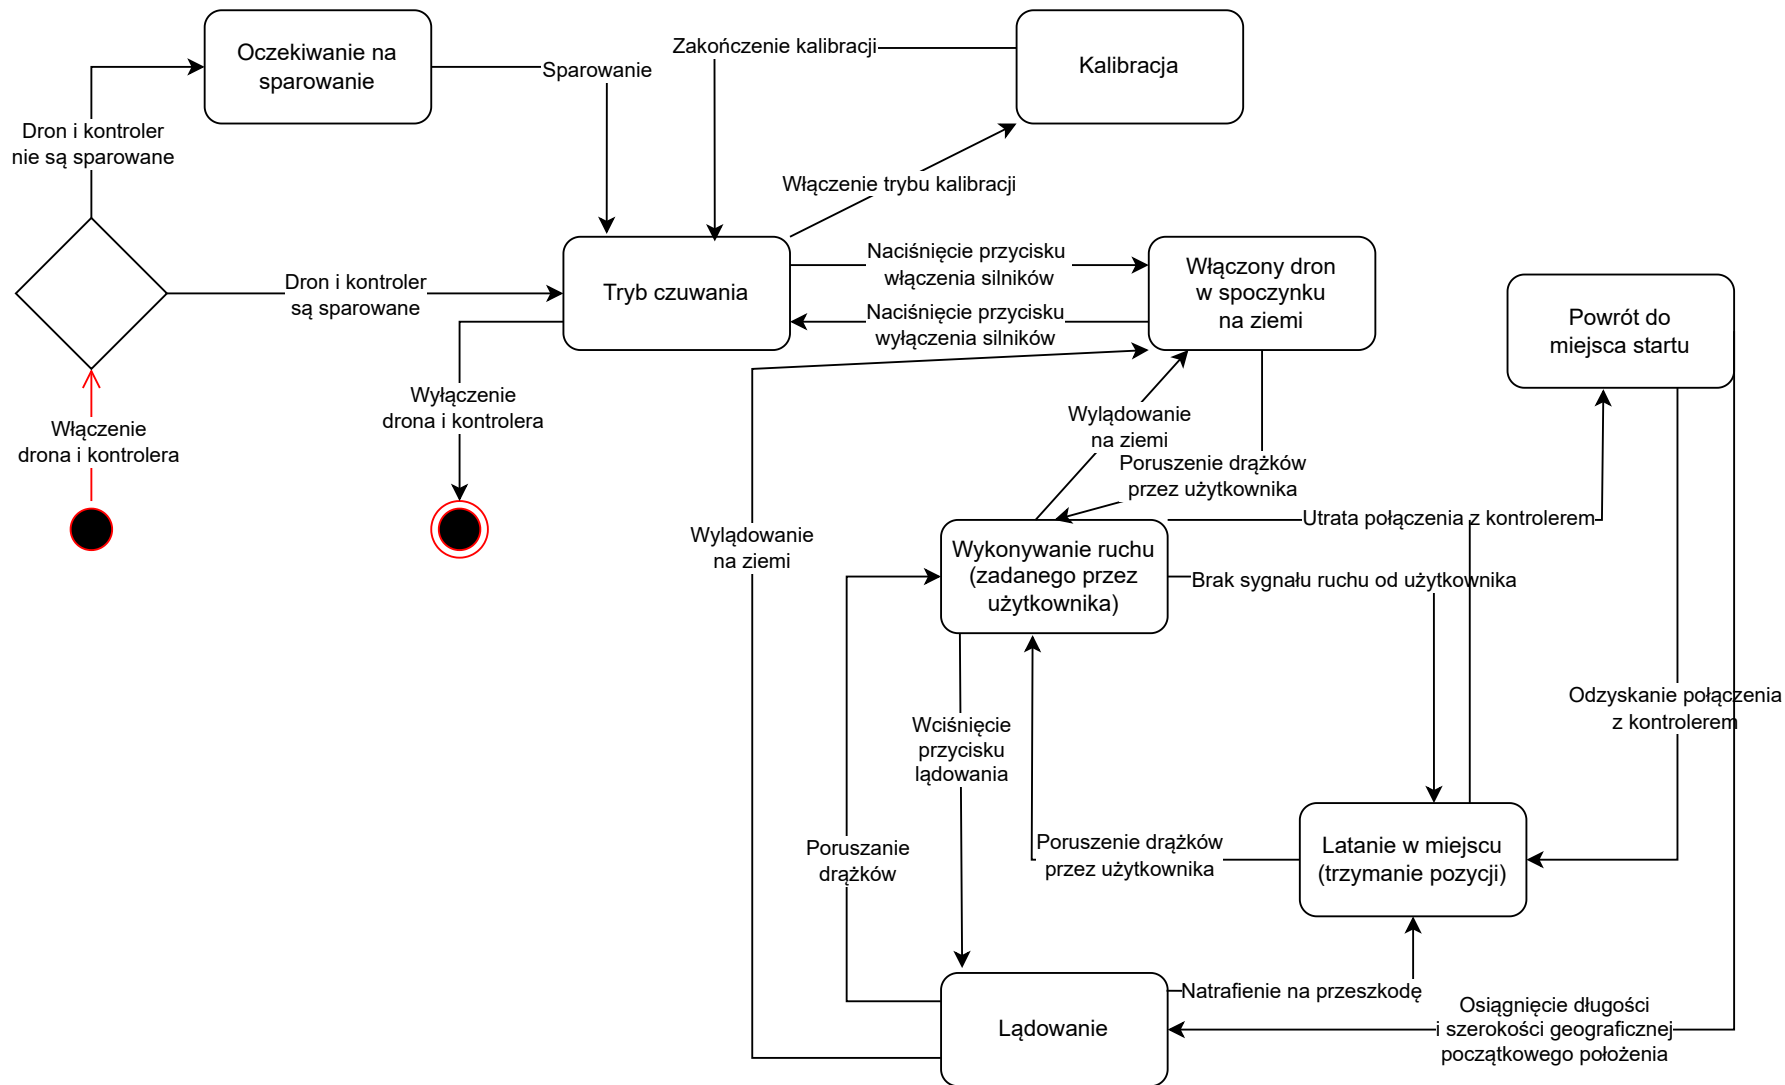 Oczekiwanie na
sparowanie
Zakończenie kalibracji
Kalibracja
Sparowanie
Dron i kontroler
nie są sparowane
Włączenie trybu kalibracji
Dron i kontroler
są sparowane
Tryb czuwania
Naciśnięcie przycisku
włączenia silników
Naciśnięcie przycisku
wyłączenia silników
Włączony dron
w spoczynku
na ziemi
Powrót do
miejsca startu
Włączenie
drona i kontrolera
Wyłączenie
drona i kontrolera
Wylądowanie
na ziemi
Poruszenie drążków
przez użytkownika
Utrata połączenia z kontrolerem
Wylądowanie
na ziemi
Wykonywanie ruchu
(zadanego przez
użytkownika)
Brak sygnału ruchu od użytkownika
Odzyskanie połączenia
z kontrolerem
Wciśnięcie
przycisku
lądowania
Poruszanie
drążków
Poruszenie drążków
przez użytkownika
Latanie w miejscu
(trzymanie pozycji)
Natrafienie na przeszkodę
Lądowanie
Osiągnięcie długości
i szerokości geograficznej
początkowego położenia